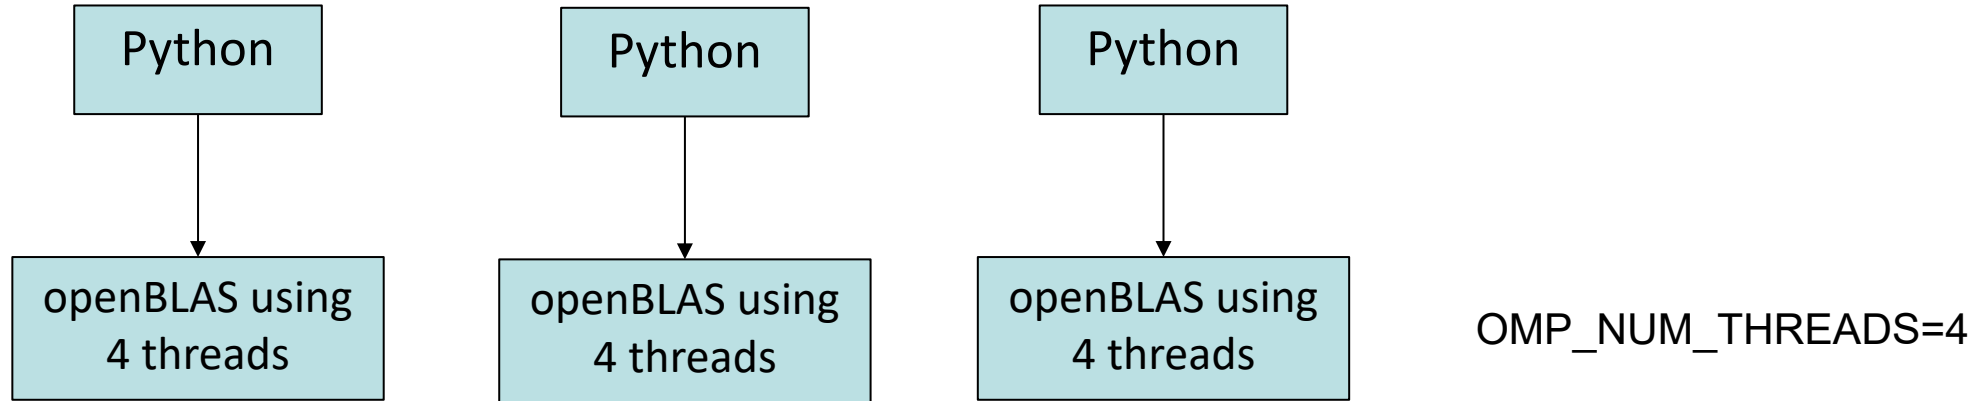 Python
Python
Python
openBLAS using
4 threads
openBLAS using
4 threads
openBLAS using
4 threads
OMP_NUM_THREADS=4